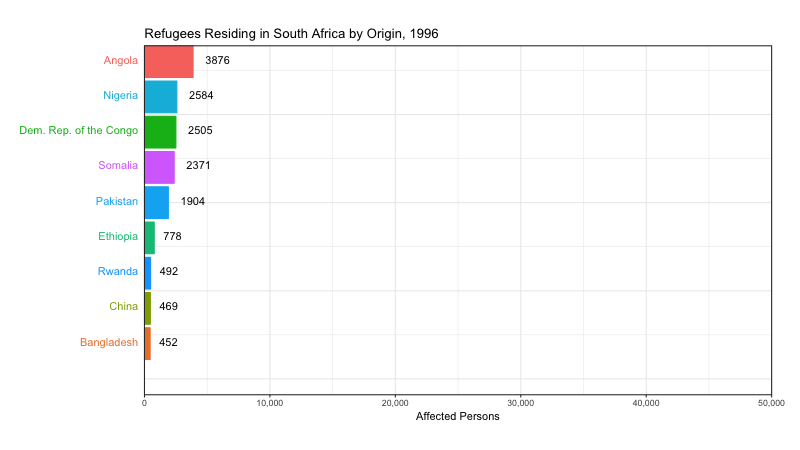 Refugees Residing in South Africa by Origin, 1996
Angola 3876
Nigeria 2584
Dem. Rep. of the Congo 2505
Somalia 2371
Pakistan 1904
Ethiopia 778
Rwanda 492
China 469
Bangladesh 452
0 10,000 20,000 30,000 40,000 50,000
Affected Persons